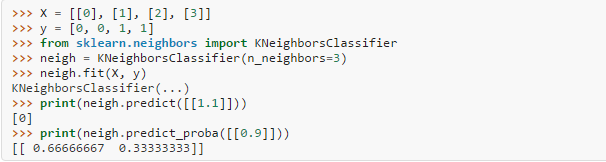 >>> X = [[0], [1], [2], [3]]
>>> y = [0, 0, 1, 1]
>>> from sklearn.neighbors import KNeighborsClassifier
>>> neigh = KNeighborsClassifier(n_neighbors=3)
>>> neigh.fit(X, y)
KNeighborsClassifier(...)
>>> print(neigh.predict([[1.1]]))
[0]
>>> print(neigh.predict_proba([[0.9]]))
[[ 0.66666667  0.33333333]]